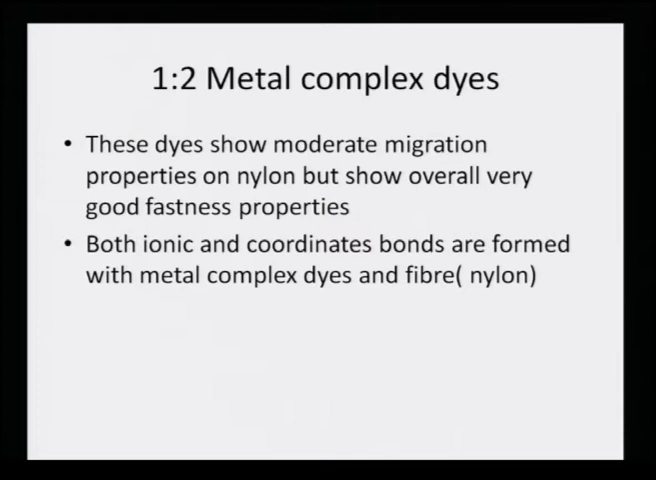 1:2 Metal complex dyes
• These dyes show moderate migration
properties on nylon but show overall very
good fastness properties
• Both ionic and coordinates bonds are formed
with metal complex dyes and fibre( nylon)